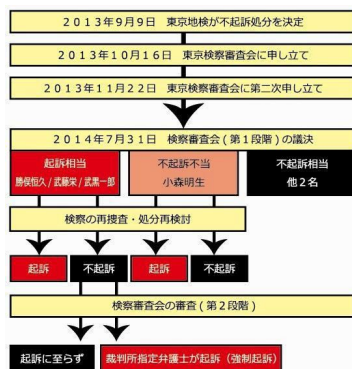 ２０１３年９月９日　東京地検が不起訴処分を決定
２０１３年１０月１６日　東京検察審査会に申し立て
２０１３年１１月２２日　東京検察審査会に第二次申し立て
２０１４年７月３１日　検察審査会（第１段階）の議決
起訴相当
勝俣恒久/武藤栄/武黒一郎
不起訴不当
小森明生
不起訴相当
他２名
検察の再捜査・処分再検討
起訴
不起訴
起訴
不起訴
検察審査会の審査（第２段階）
起訴に至らず
裁判所指定弁護士が起訴（強制起訴）